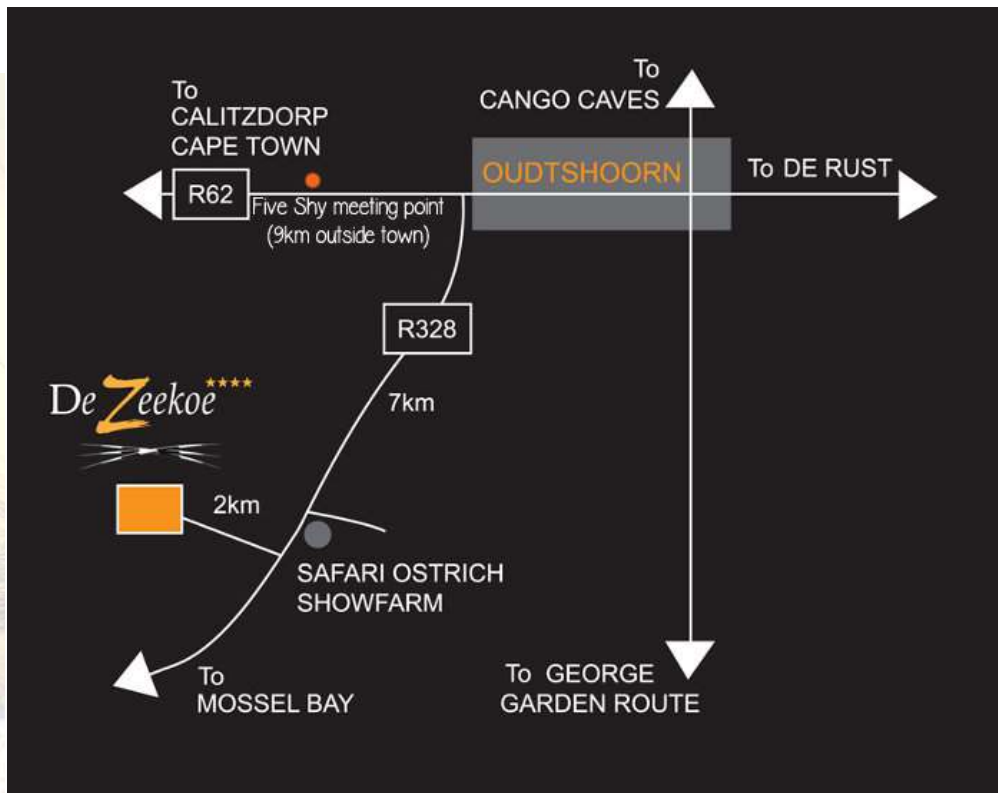 To
CANGO CAVES
To
CALITZDORP
CAPE TOWN
OUDTSHOORN
To DE RUST
R62
Five Shy meeting point
(9km outside town)
R328
De Zeekoe****
7km
2km
SAFARI OSTRICH
SHOWFARM
To
MOSSEL BAY
To GEORGE
GARDEN ROUTE